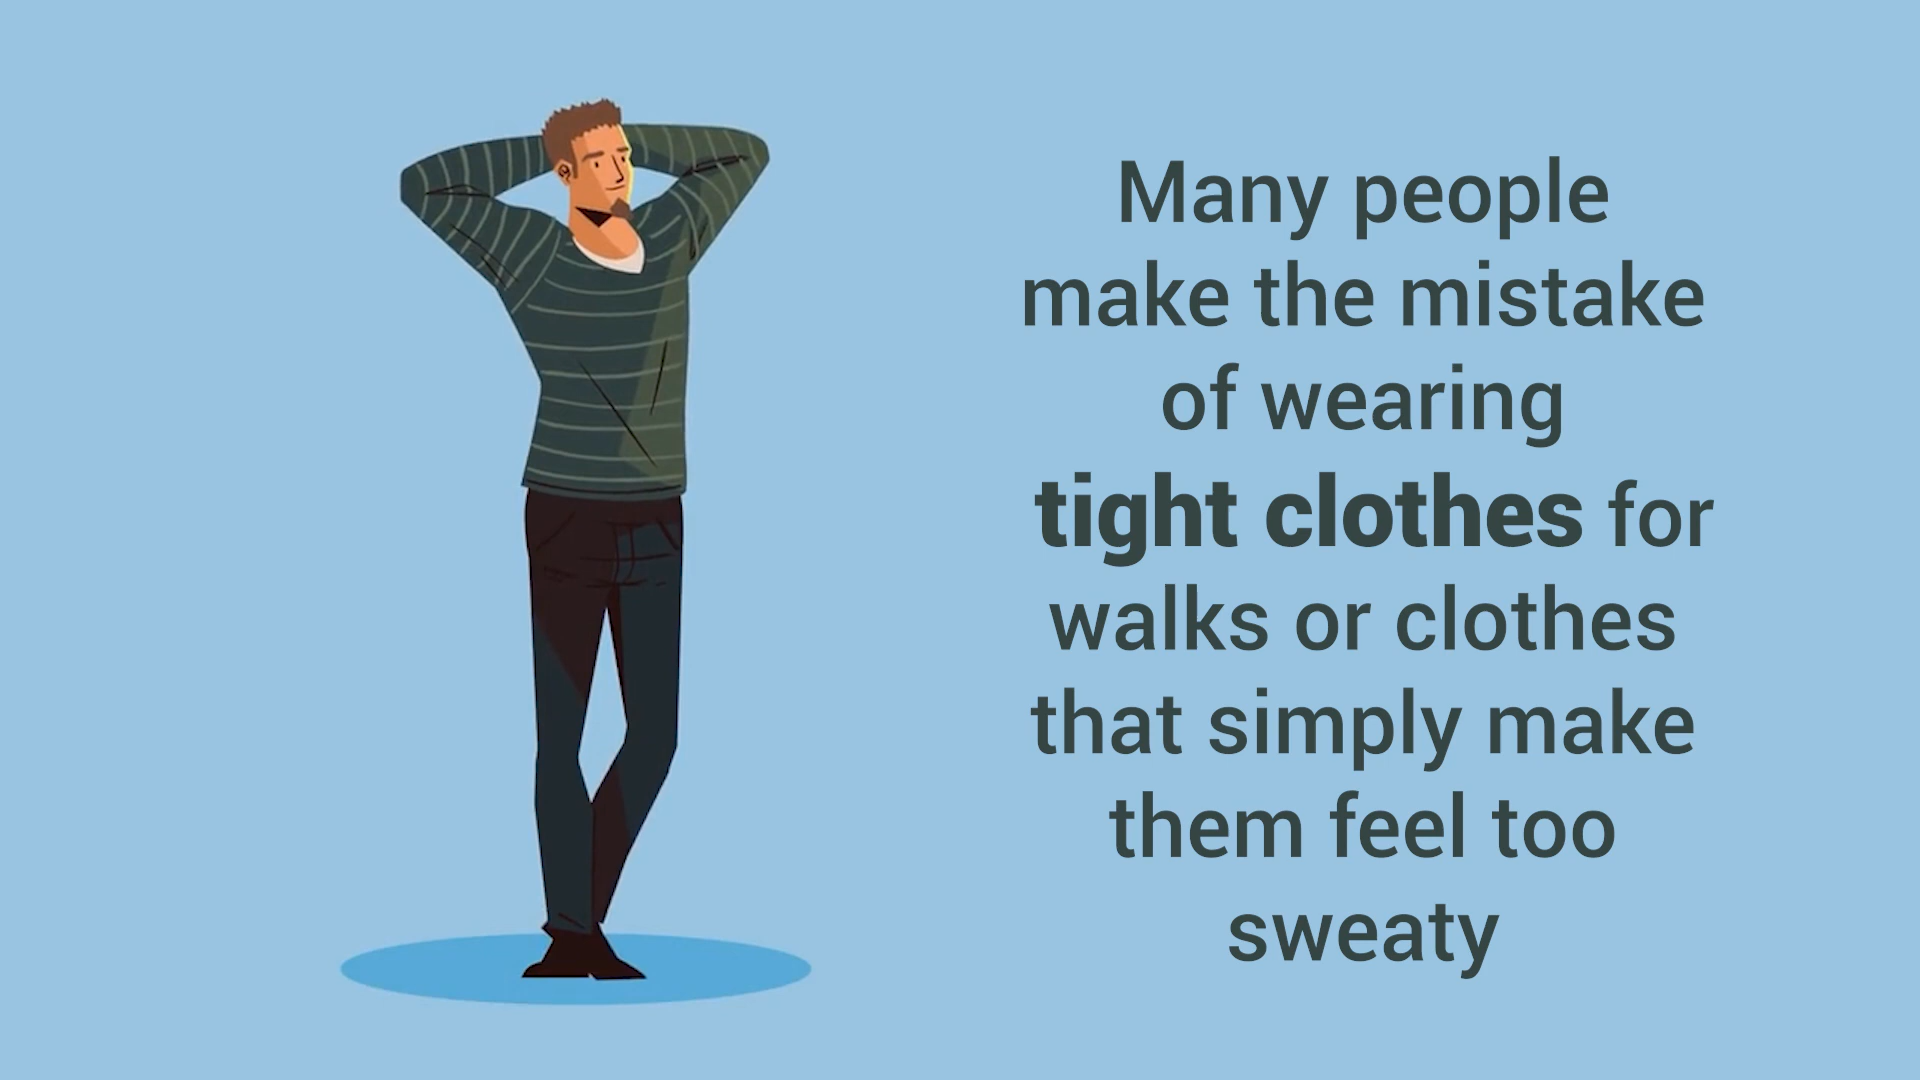 Many people
make the mistake
of wearing
tight clothes for
walks or clothes
that simply make
them feel too
sweaty